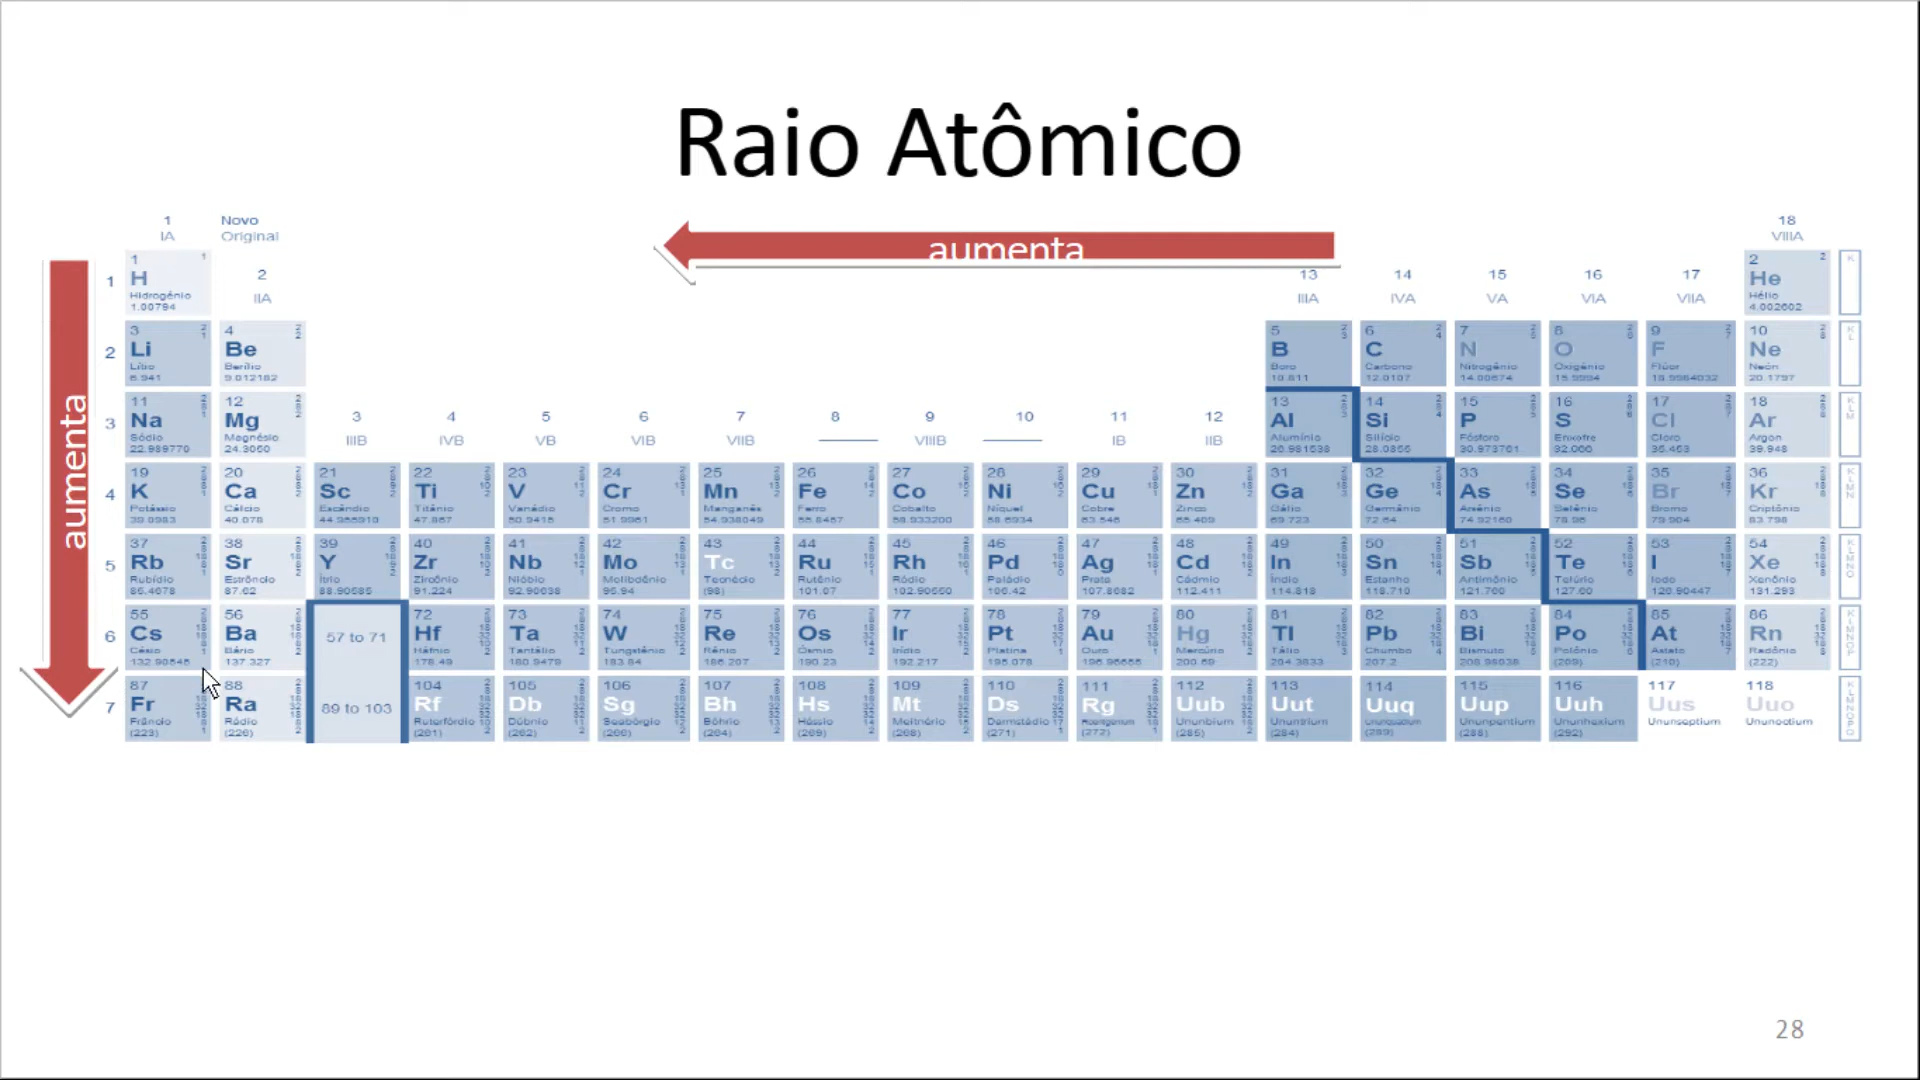 Raio Atômico
aumenta
aumenta
1 Novo 18
IA Original VIIIA
2 13 14 15 16 17
IIA IIIA IVA VA VIA VIIA
1 H Hidrogênio 1.00794
2 He Hélio 4.002602
3 Li Lítio 6.941
4 Be Berílio 9.012182
5 B Boro 10.811
6 C Carbono 12.0107
7 N Nitrogênio 14.00674
8 O Oxigênio 15.9994
9 F Flúor 18.9984032
10 Ne Neón 20.1797
3 4 5 6 7 8 9 10 11 12
IIIB IVB VB VIB VIIB VIIIB IB IIB
11 Na Sódio 22.989770
12 Mg Magnésio 24.3050
13 Al Alumínio 26.981538
14 Si Silício 28.0855
15 P Fósforo 30.973761
16 S Enxofre 32.066
17 Cl Cloro 35.453
18 Ar Argon 39.948
19 K Potássio 39.0983
20 Ca Cálcio 40.078
21 Sc Escândio 44.955910
22 Ti Titânio 47.867
23 V Vanádio 50.9415
24 Cr Cromo 51.9961
25 Mn Manganês 54.938049
26 Fe Ferro 55.8457
27 Co Cobalto 58.933200
28 Ni Níquel 58.6934
29 Cu Cobre 63.546
30 Zn Zinco 65.409
31 Ga Gálio 69.723
32 Ge Germânio 72.64
33 As Arsênio 74.92160
34 Se Selênio 78.96
35 Br Bromo 79.904
36 Kr Criptônio 83.798
37 Rb Rubídio 85.4678
38 Sr Estrôncio 87.62
39 Y Ítrio 88.90585
40 Zr Zircônio 91.224
41 Nb Nióbio 92.90638
42 Mo Molibdênio 95.94
43 Tc Tecnécio (98)
44 Ru Rutênio 101.07
45 Rh Ródio 102.90550
46 Pd Paládio 106.42
47 Ag Prata 107.8682
48 Cd Cádmio 112.411
49 In Índio 114.818
50 Sn Estanho 118.710
51 Sb Antimônio 121.760
52 Te Telúrio 127.60
53 I Iodo 126.90447
54 Xe Xenônio 131.293
55 Cs Césio 132.90545
56 Ba Bário 137.327
57 to 71
72 Hf Háfnio 178.49
73 Ta Tantálio 180.9479
74 W Tungstênio 183.84
75 Re Rênio 186.207
76 Os Ósmio 190.23
77 Ir Irídio 192.217
78 Pt Platina 195.078
79 Au Ouro 196.96655
80 Hg Mercúrio 200.59
81 Tl Tálio 204.3833
82 Pb Chumbo 207.2
83 Bi Bismuto 208.98038
84 Po Polônio (209)
85 At Astato (210)
86 Rn Radônio (222)
87 Fr Frâncio (223)
88 Ra Rádio (226)
89 to 103
104 Rf Ruterfórdio (261)
105 Db Dúbnio (262)
106 Sg Seabórgio (266)
107 Bh Bóhrio (264)
108 Hs Hássio (269)
109 Mt Meitnério (268)
110 Ds Darmstádio (271)
111 Rg Roentgenium (272)
112 Uub Ununbium (285)
113 Uut Ununtrium (284)
114 Uuq Ununquadium (289)
115 Uup Ununpentium (288)
116 Uuh Ununhexium (292)
117 Uus Ununseptium
118 Uuo Ununoctium
1
2
3
4
5
6
7
28